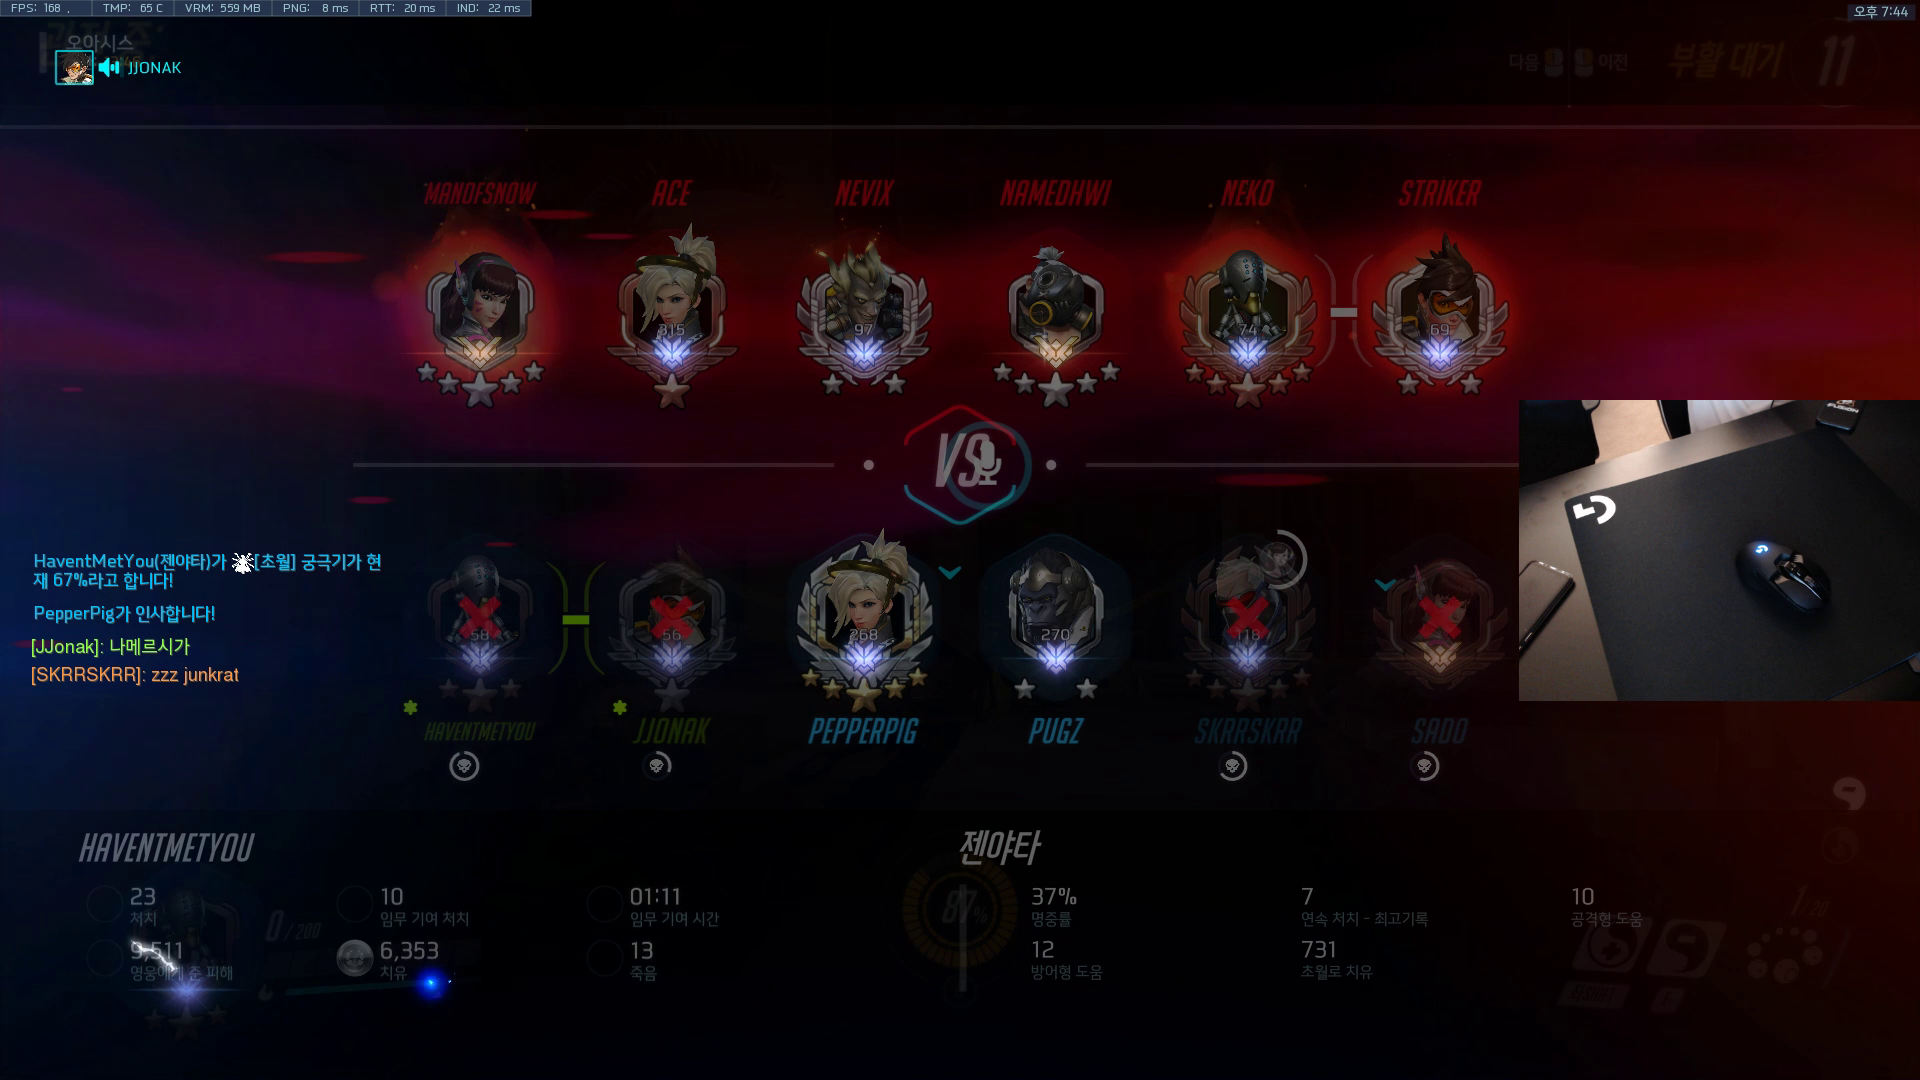 FPS: 168
TMP: 65 C
VRM: 559 MB
PNG: 8 ms
RTT: 20 ms
IND: 22 ms
오후 7:44
오아시스
JJONAK
다음
이전
부활 대기
11
MANOFSNOW
ACE
NEVIX
NAMEDHWI
NEKO
STRIKER
315
97
74
69
VS
HaventMetYou(젠야타)가 [초월] 궁극기가 현
재 67%라고 합니다!
PepperPig가 인사합니다!
[JJonak]: 나메르시가
[SKRRSKRR]: zzz junkrat
58
56
268
270
118
HAVENTMETYOU
JJONAK
PEPPERPIG
PUGZ
SKRRSKRR
SADO
HAVENTMETYOU
젠야타
23
처치
10
임무 기여 처치
01:11
임무 기여 시간
87%
37%
명중률
7
연속 처치 - 최고기록
10
공격형 도움
9,511
영웅에게 준 피해
6,353
치유
13
죽음
12
방어형 도움
731
초월로 치유
0/200
1/20